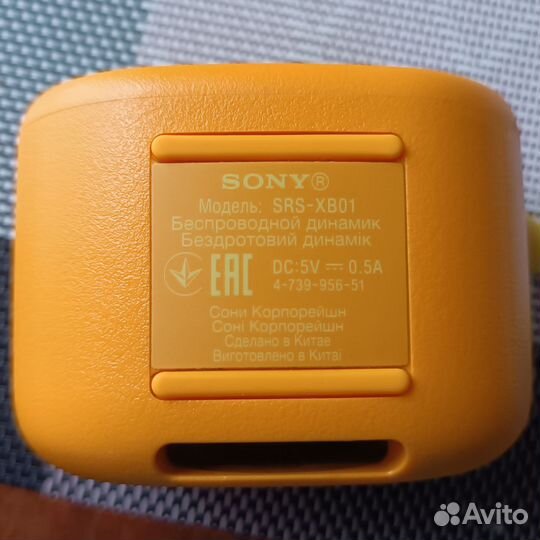 SONY®
Модель: SRS-XB01
Беспроводной динамик
Бездротовий динамік
EAC DC:5V ⎓ 0.5A
4-739-956-51
Сони Корпорейшн
Соні Корпорейшн
Сделано в Китае
Виготовлено в Китаї
Avito